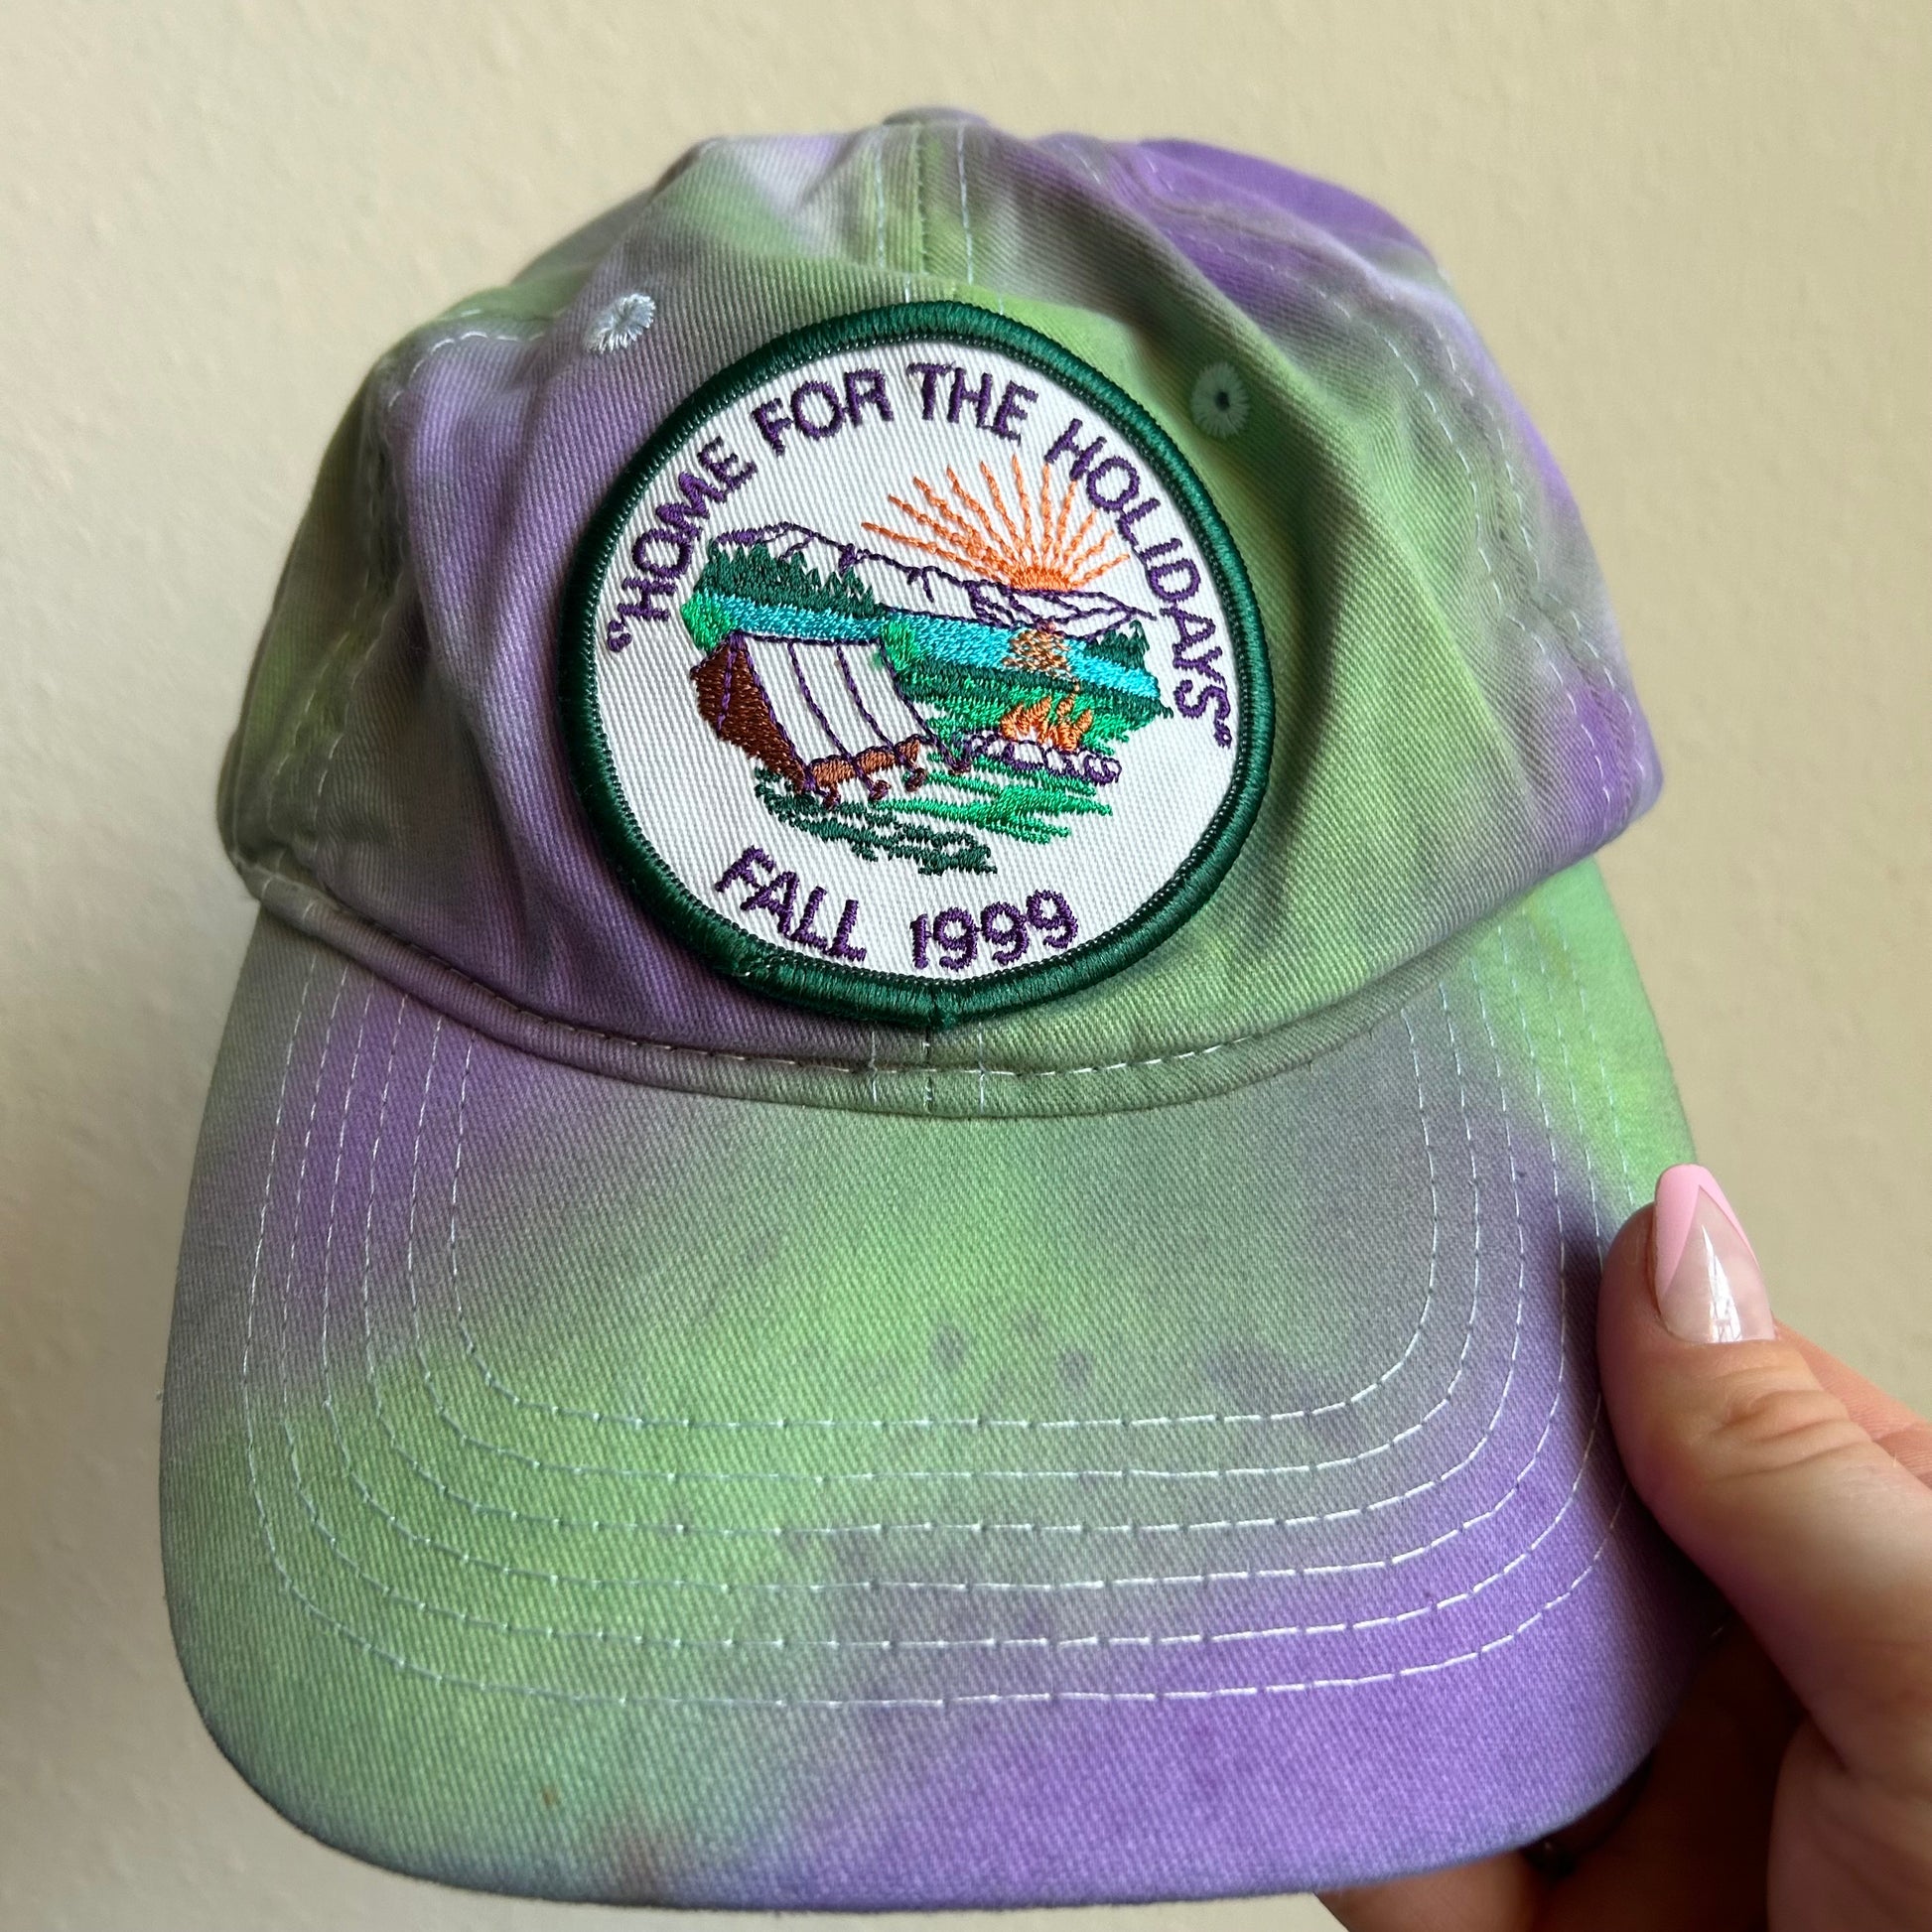 "HOME FOR THE HOLIDAYS"
FALL 1999